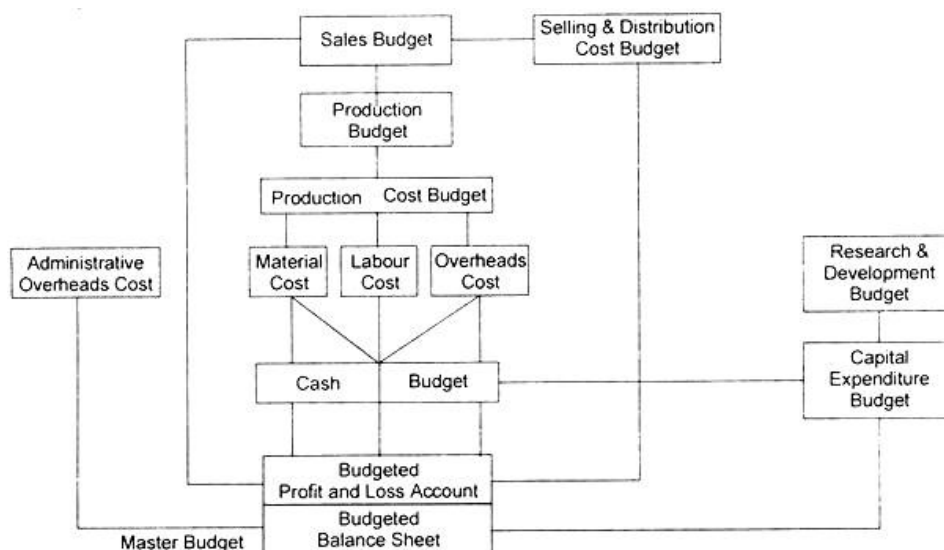 Sales Budget
Selling & Distribution
Cost Budget
Production
Budget
Production Cost Budget
Administrative
Overheads Cost
Material
Cost
Labour
Cost
Overheads
Cost
Research &
Development
Budget
Cash Budget
Capital
Expenditure
Budget
Budgeted
Profit and Loss Account
Budgeted
Balance Sheet
Master Budget